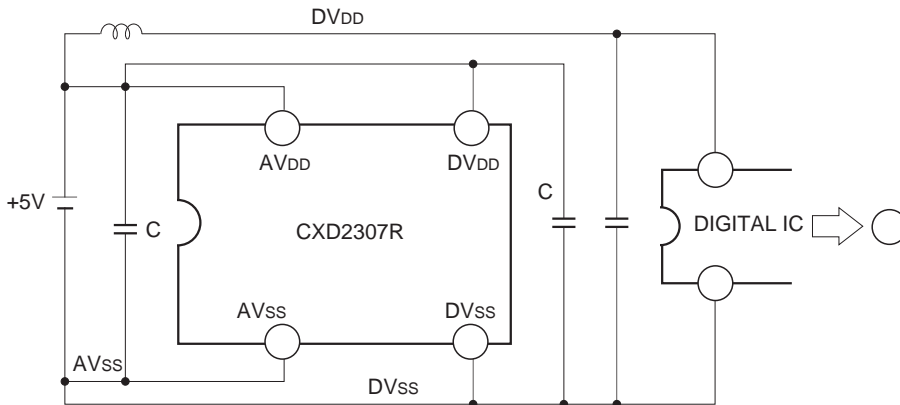 DVDD
AVDD
DVDD
+5V
C
C
CXD2307R
DIGITAL IC
AVSS
DVSS
AVSS
DVSS